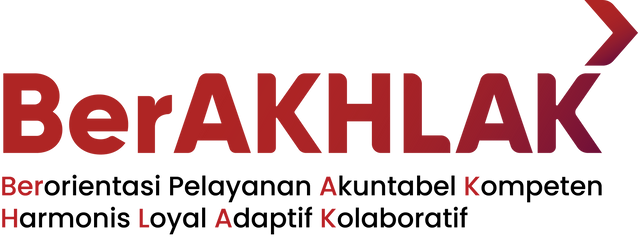 BerAKHLAK
Berorientasi Pelayanan Akuntabel Kompeten
Harmonis Loyal Adaptif Kolaboratif